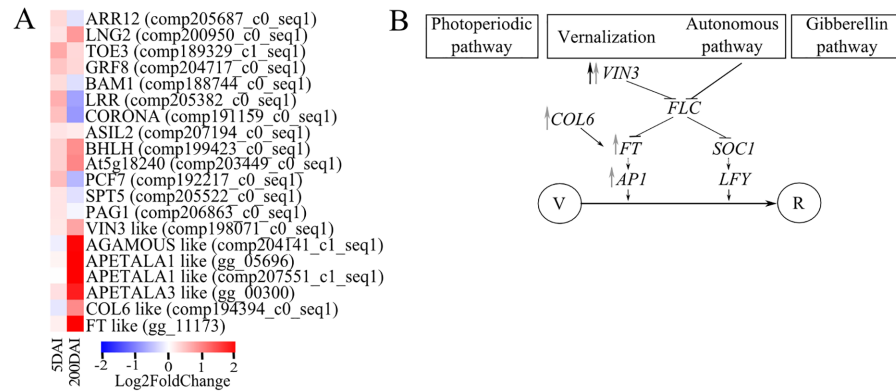 A
ARR12 (comp205687_c0_seq1)
LNG2 (comp200950_c0_seq1)
TOE3 (comp189329_c1_seq1)
GRF8 (comp204717_c0_seq1)
BAM1 (comp188744_c0_seq1)
LRR (comp205382_c0_seq1)
CORONA (comp191159_c0_seq1)
ASIL2 (comp207194_c0_seq1)
BHLH (comp199423_c0_seq1)
At5g18240 (comp203449_c0_seq1)
PCF7 (comp192217_c0_seq1)
SPT5 (comp205522_c0_seq1)
PAG1 (comp206863_c0_seq1)
VIN3 like (comp198071_c0_seq1)
AGAMOUS like (comp204141_c1_seq1)
APETALA1 like (gg_05696)
APETALA1 like (comp207551_c1_seq1)
APETALA3 like (gg_00300)
COL6 like (comp194394_c0_seq1)
FT like (gg_11173)
5DAI
200DAI
-2 -1 0 1 2
Log2FoldChange
B
Photoperiodic
pathway
Vernalization
Autonomous
pathway
Gibberellin
pathway
VIN3
FLC
COL6
FT
SOC1
AP1
LFY
V
R